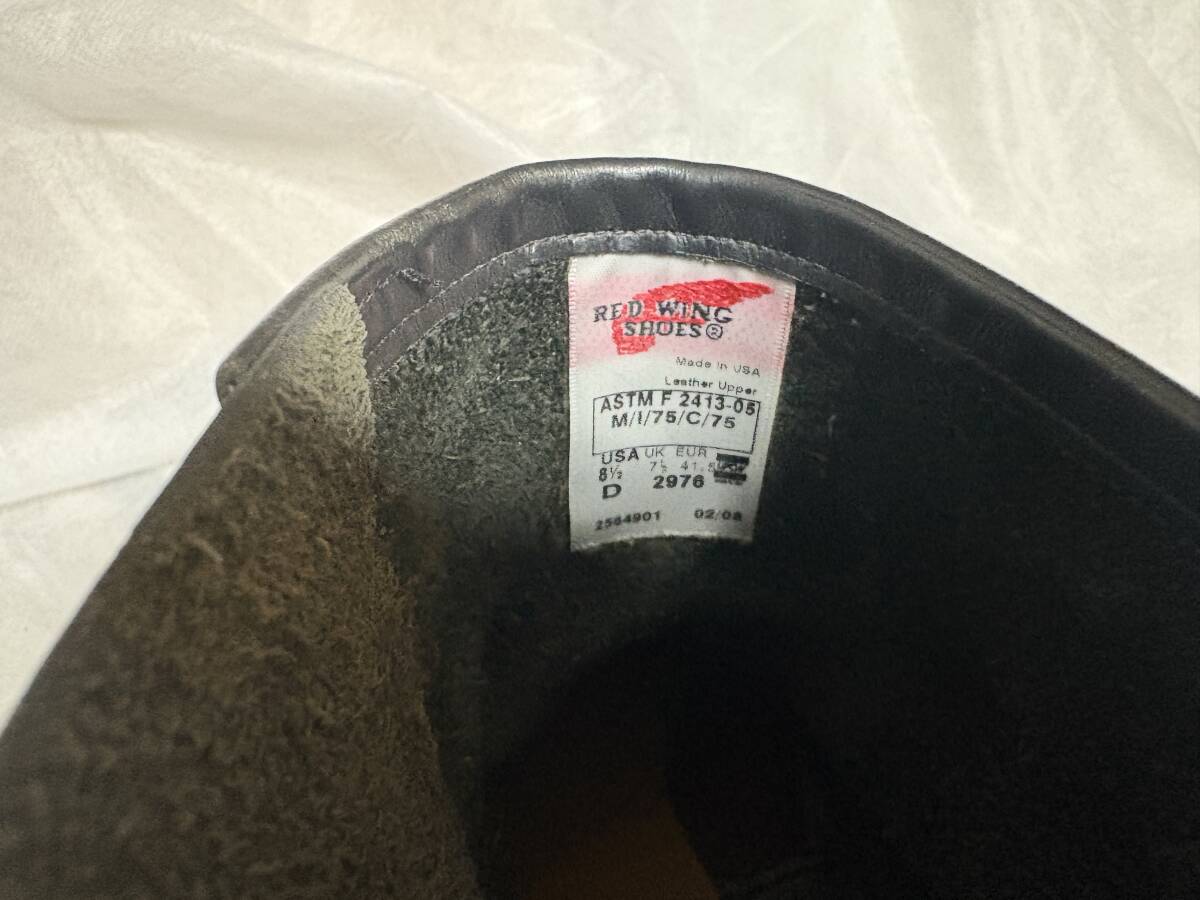 RED WING
SHOES®
Made in USA
Leather Upper
ASTM F 2413-05
M/I/75/C/75
USA UK EUR
8½ 7½ 41.5
D 2976
2564901 02/08